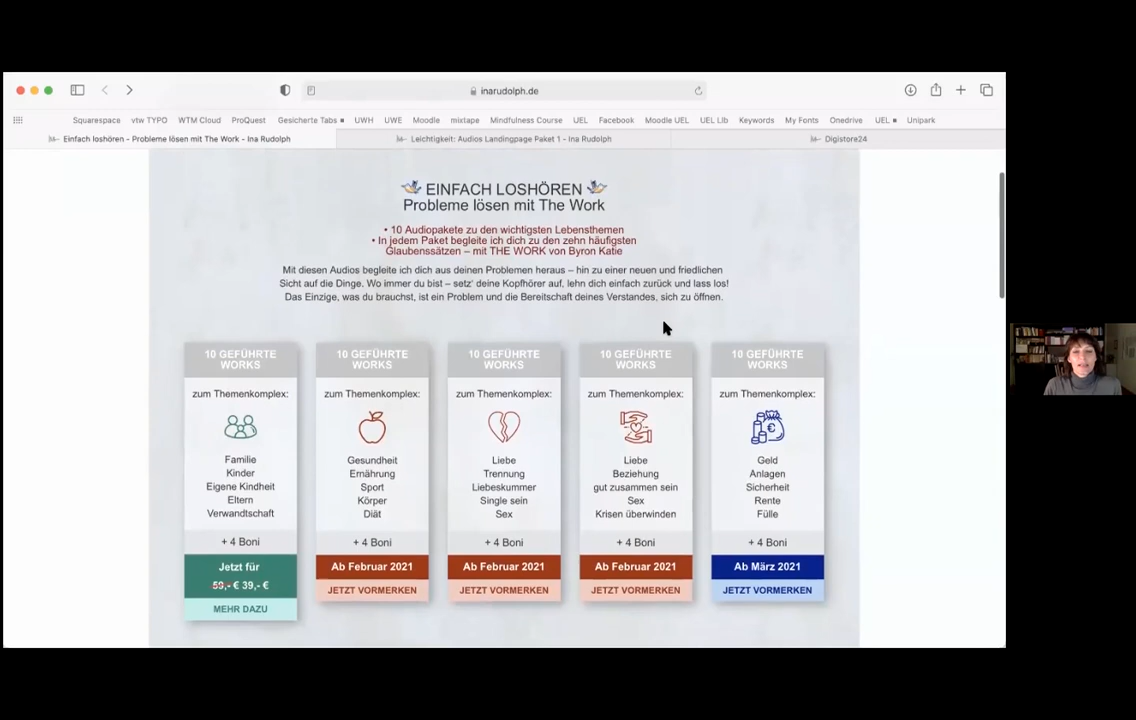 inarudolph.de
Squarespace vtw TYPO WTM Cloud ProQuest Gesicherte Tabs UWH UWE Moodle mixtape Mindfulness Course UEL Facebook Moodle UEL UEL Lib Keywords My Fonts Onedrive UEL Unipark
Einfach loshören - Probleme lösen mit The Work - Ina Rudolph
Leichtigkeit: Audios Landingpage Paket 1 - Ina Rudolph
Digistore24
EINFACH LOSHÖREN
Probleme lösen mit The Work
• 10 Audiopakete zu den wichtigsten Lebensthemen
• In jedem Paket begleite ich dich zu den zehn häufigsten
Glaubenssätzen – mit THE WORK von Byron Katie
Mit diesen Audios begleite ich dich aus deinen Problemen heraus – hin zu einer neuen und friedlichen
Sicht auf die Dinge. Wo immer du bist – setz' deine Kopfhörer auf, lehn dich einfach zurück und lass los!
Das Einzige, was du brauchst, ist ein Problem und die Bereitschaft deines Verstandes, sich zu öffnen.
10 GEFÜHRTE
WORKS
zum Themenkomplex:
Familie
Kinder
Eigene Kindheit
Eltern
Verwandtschaft
+ 4 Boni
Jetzt für
59,- € 39,- €
MEHR DAZU
10 GEFÜHRTE
WORKS
zum Themenkomplex:
Gesundheit
Ernährung
Sport
Körper
Diät
+ 4 Boni
Ab Februar 2021
JETZT VORMERKEN
10 GEFÜHRTE
WORKS
zum Themenkomplex:
Liebe
Trennung
Liebeskummer
Single sein
Sex
+ 4 Boni
Ab Februar 2021
JETZT VORMERKEN
10 GEFÜHRTE
WORKS
zum Themenkomplex:
Liebe
Beziehung
gut zusammen sein
Sex
Krisen überwinden
+ 4 Boni
Ab Februar 2021
JETZT VORMERKEN
10 GEFÜHRTE
WORKS
zum Themenkomplex:
€
Geld
Anlagen
Sicherheit
Rente
Fülle
+ 4 Boni
Ab März 2021
JETZT VORMERKEN